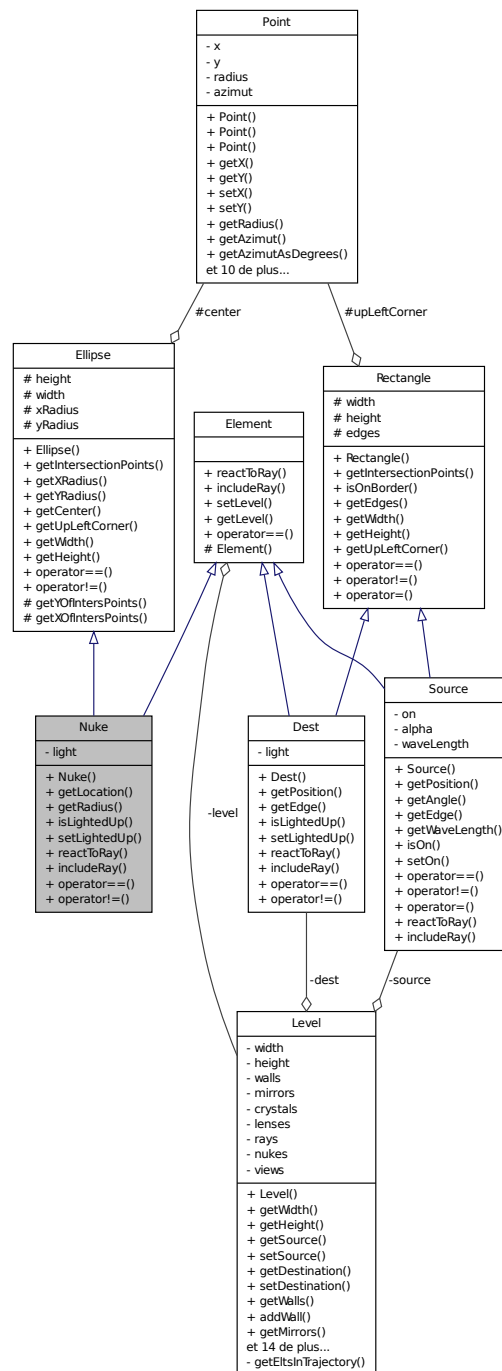 Point
- x
- y
- radius
- azimut
+ Point()
+ Point()
+ Point()
+ getX()
+ getY()
+ setX()
+ setY()
+ getRadius()
+ getAzimut()
+ getAzimutAsDegrees()
et 10 de plus...
#center
#upLeftCorner
Ellipse
# height
# width
# xRadius
# yRadius
+ Ellipse()
+ getIntersectionPoints()
+ getXRadius()
+ getYRadius()
+ getCenter()
+ getUpLeftCorner()
+ getWidth()
+ getHeight()
+ operator==()
+ operator!=()
# getYOfIntersPoints()
# getXOfIntersPoints()
Element
+ reactToRay()
+ includeRay()
+ setLevel()
+ getLevel()
+ operator==()
# Element()
Rectangle
# width
# height
# edges
+ Rectangle()
+ getIntersectionPoints()
+ isOnBorder()
+ getEdges()
+ getWidth()
+ getHeight()
+ getUpLeftCorner()
+ operator==()
+ operator!=()
+ operator=()
Nuke
- light
+ Nuke()
+ getLocation()
+ getRadius()
+ isLightedUp()
+ setLightedUp()
+ reactToRay()
+ includeRay()
+ operator==()
+ operator!=()
-level
Dest
- light
+ Dest()
+ getPosition()
+ getEdge()
+ isLightedUp()
+ setLightedUp()
+ reactToRay()
+ includeRay()
+ operator==()
+ operator!=()
Source
- on
- alpha
- waveLength
+ Source()
+ getPosition()
+ getAngle()
+ getEdge()
+ getWaveLength()
+ isOn()
+ setOn()
+ operator==()
+ operator!=()
+ operator=()
+ reactToRay()
+ includeRay()
-dest
-source
Level
- width
- height
- walls
- mirrors
- crystals
- lenses
- rays
- nukes
- views
+ Level()
+ getWidth()
+ getHeight()
+ getSource()
+ setSource()
+ getDestination()
+ setDestination()
+ getWalls()
+ addWall()
+ getMirrors()
et 14 de plus...
- getEltsInTrajectory()